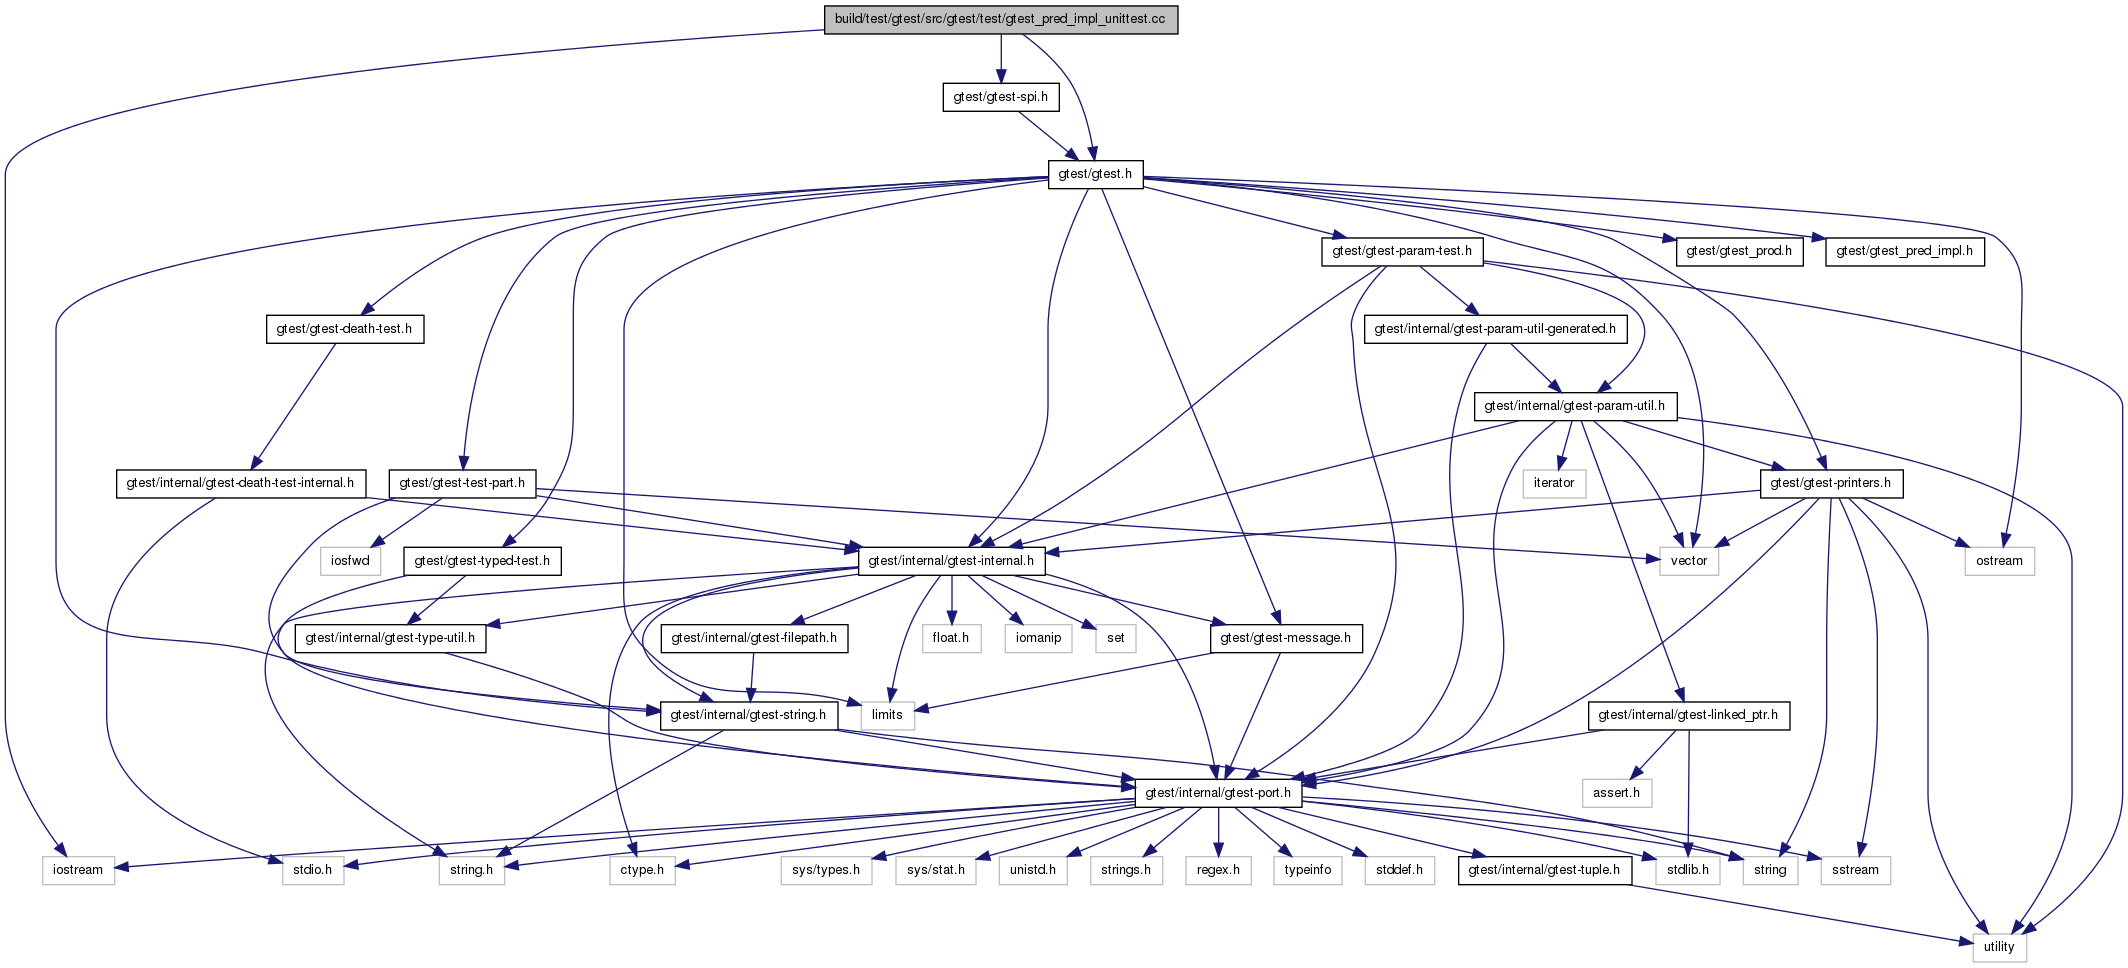 build/test/gtest/src/gtest/test/gtest_pred_impl_unittest.cc
gtest/gtest-spi.h
gtest/gtest.h
gtest/gtest-param-test.h
gtest/gtest_prod.h
gtest/gtest_pred_impl.h
gtest/gtest-death-test.h
gtest/internal/gtest-param-util-generated.h
gtest/internal/gtest-param-util.h
gtest/internal/gtest-death-test-internal.h
gtest/gtest-test-part.h
iterator
gtest/gtest-printers.h
iosfwd
gtest/gtest-typed-test.h
gtest/internal/gtest-internal.h
vector
ostream
gtest/internal/gtest-type-util.h
gtest/internal/gtest-filepath.h
float.h
iomanip
set
gtest/gtest-message.h
gtest/internal/gtest-string.h
limits
gtest/internal/gtest-linked_ptr.h
gtest/internal/gtest-port.h
assert.h
iostream
stdio.h
string.h
ctype.h
sys/types.h
sys/stat.h
unistd.h
strings.h
regex.h
typeinfo
stddef.h
gtest/internal/gtest-tuple.h
stdlib.h
string
sstream
utility